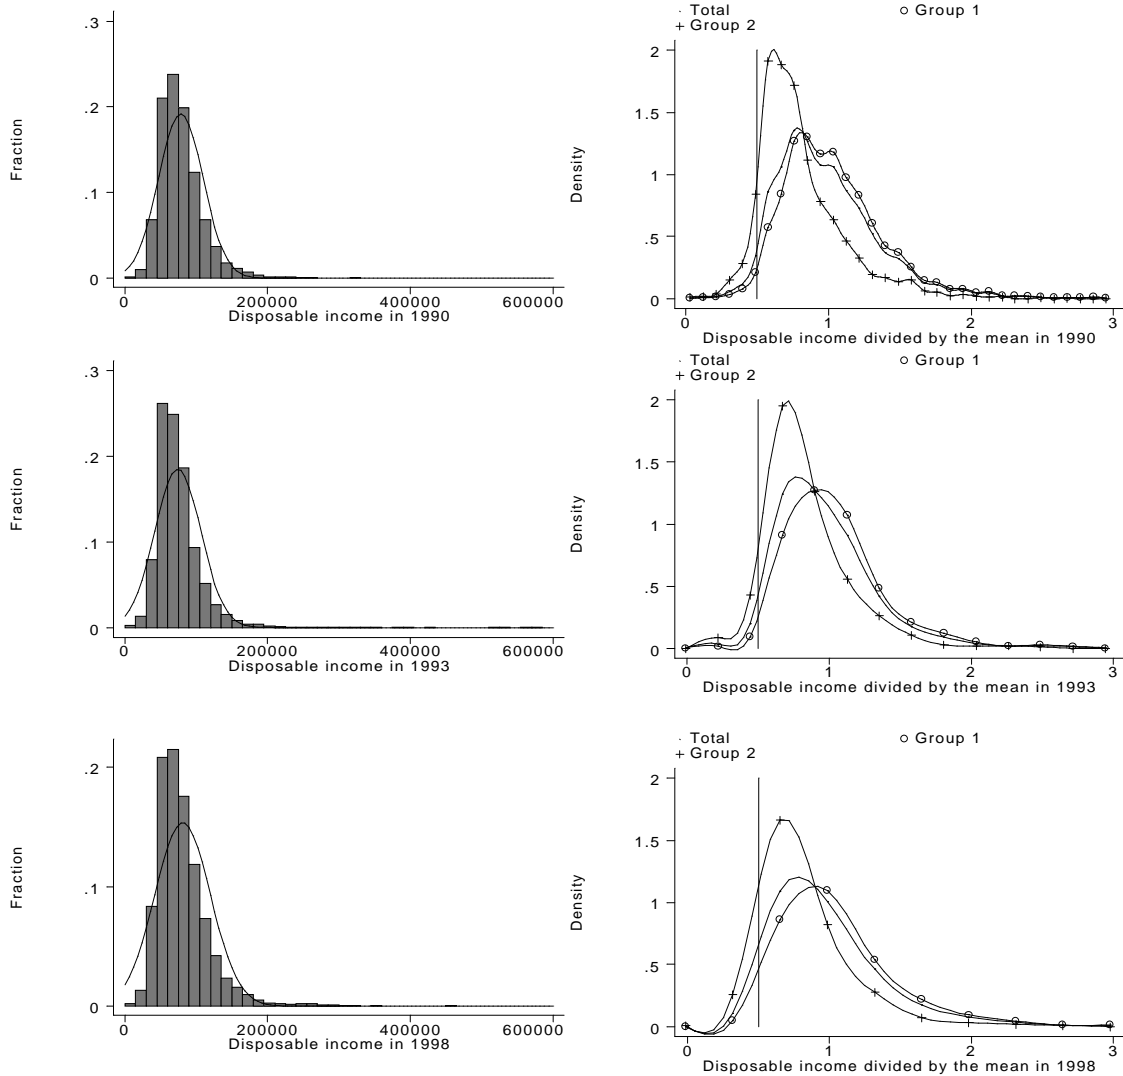 Fraction
.3
.2
.1
0
0 200000 400000 600000
Disposable income in 1990
· Total o Group 1
+ Group 2
Density
2
1.5
1
.5
0
0 1 2 3
Disposable income divided by the mean in 1990
Fraction
.3
.2
.1
0
0 200000 400000 600000
Disposable income in 1993
· Total o Group 1
+ Group 2
Density
2
1.5
1
.5
0
0 1 2 3
Disposable income divided by the mean in 1993
Fraction
.2
.1
0
0 200000 400000 600000
Disposable income in 1998
· Total o Group 1
+ Group 2
Density
2
1.5
1
.5
0
0 1 2 3
Disposable income divided by the mean in 1998